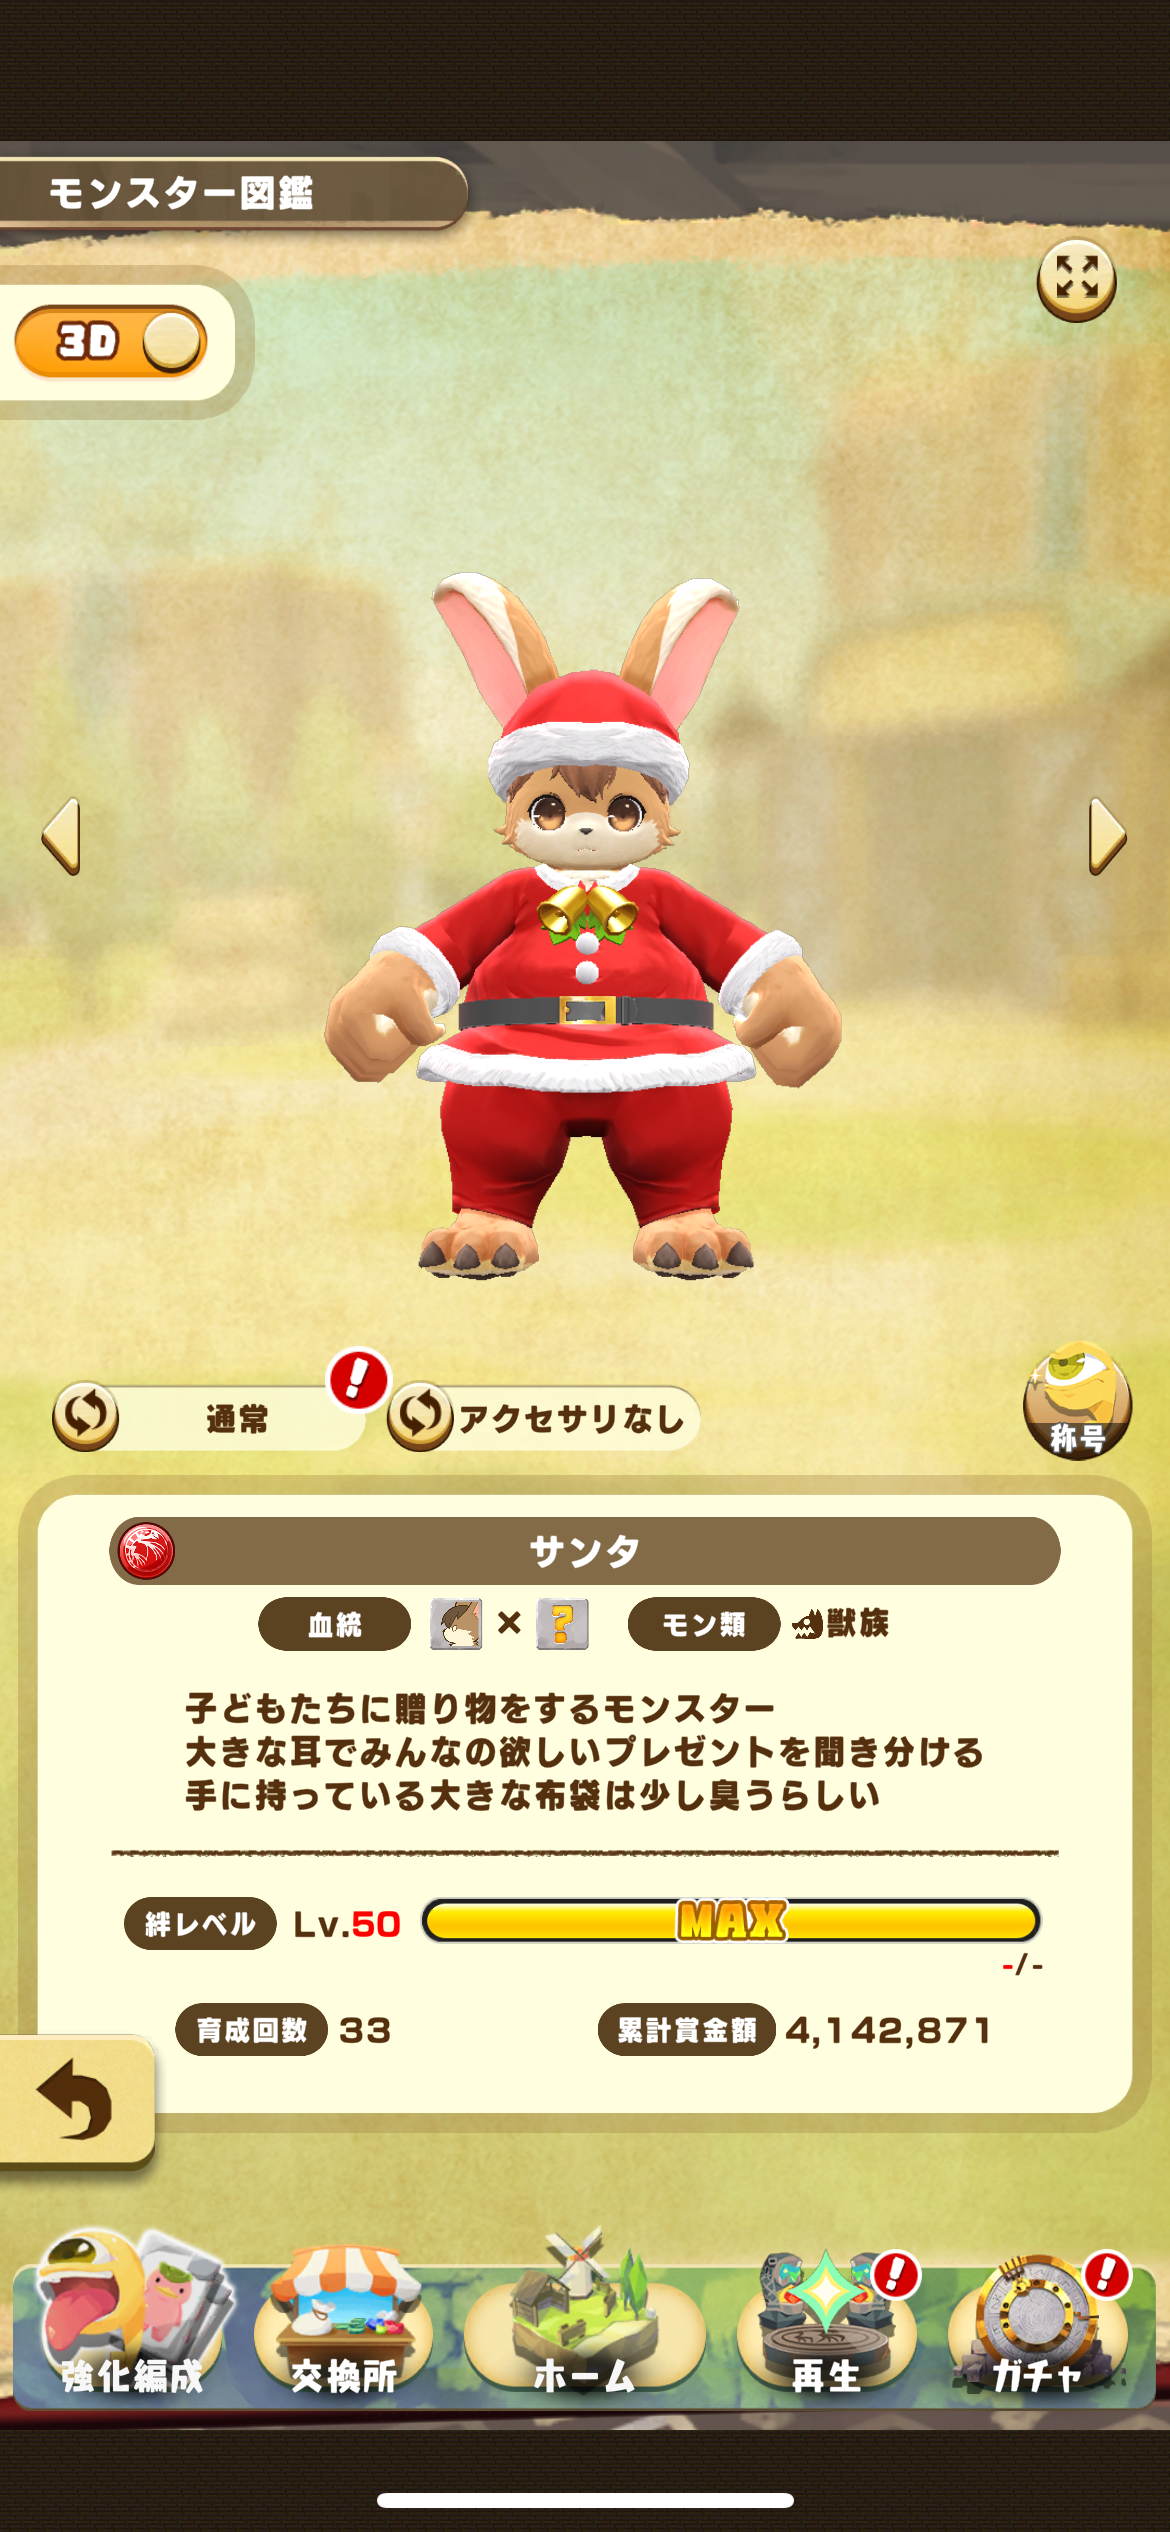 モンスター図鑑
3D
通常
アクセサリなし
称号
サンタ
血統
×
?
モン類
獣族
子どもたちに贈り物をするモンスター
大きな耳でみんなの欲しいプレゼントを聞き分ける
手に持っている大きな布袋は少し臭うらしい
絆レベル
Lv.50
MAX
-/-
育成回数
33
累計賞金額
4,142,871
強化編成
交換所
ホーム
再生
ガチャ